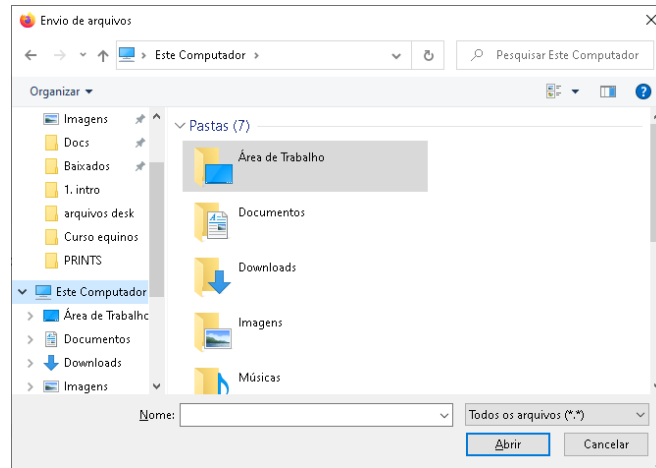 Envio de arquivos
Este Computador
Pesquisar Este Computador
Organizar
Imagens
Docs
Baixados
1. intro
arquivos desk
Curso equinos
PRINTS
Este Computador
Área de Trabalhc
Documentos
Downloads
Imagens
Pastas (7)
Área de Trabalho
Documentos
Downloads
Imagens
Músicas
Nome:
Todos os arquivos (*.*)
Abrir
Cancelar